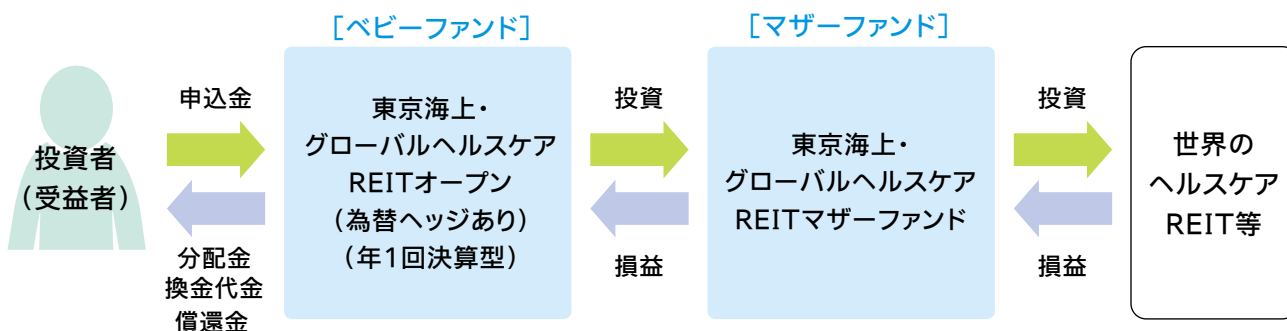 [ベビーファンド]
[マザーファンド]
投資者
(受益者)
申込金
分配金
換金代金
償還金
東京海上・
グローバルヘルスケア
REITオープン
(為替ヘッジあり)
(年1回決算型)
投資
損益
東京海上・
グローバルヘルスケア
REITマザーファンド
投資
損益
世界の
ヘルスケア
REIT等